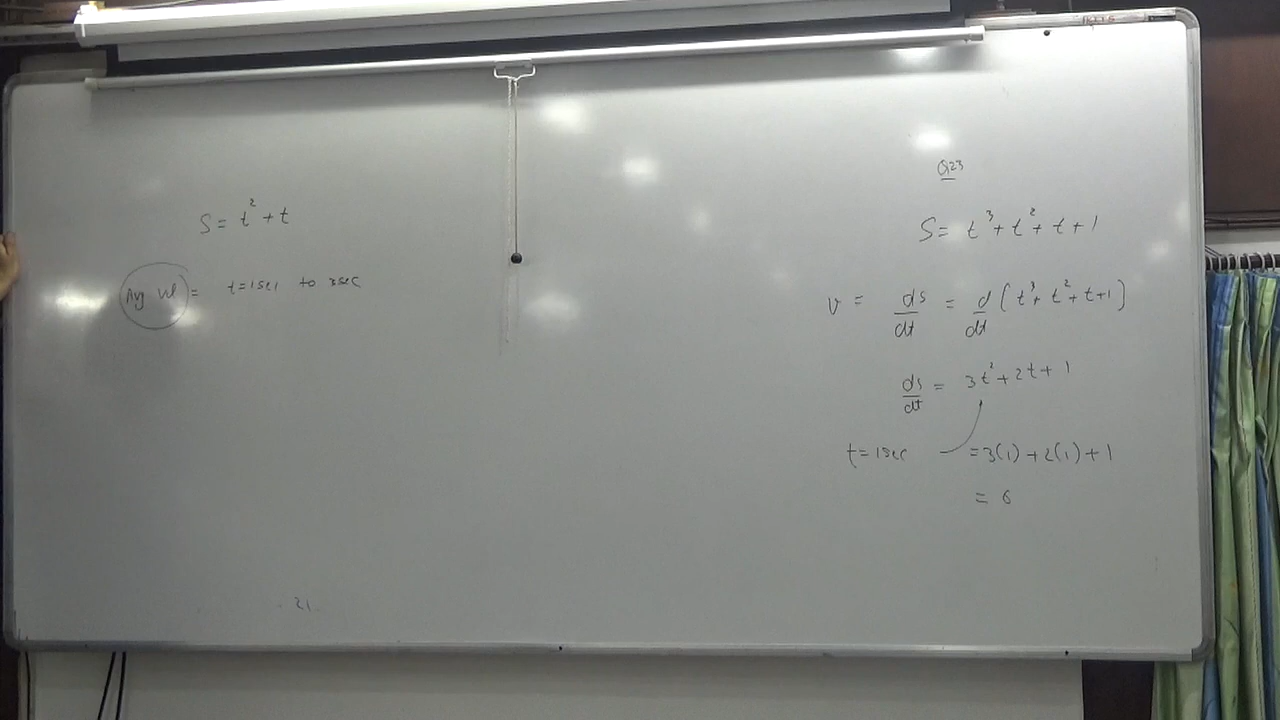 S = t² + t
Avg vel = t=1sec to 3sec
Q23
S = t³ + t² + t + 1
v = ds/dt = d/dt (t³ + t² + t + 1)
ds/dt = 3t² + 2t + 1
t = 1sec = 3(1) + 2(1) + 1
= 6
21